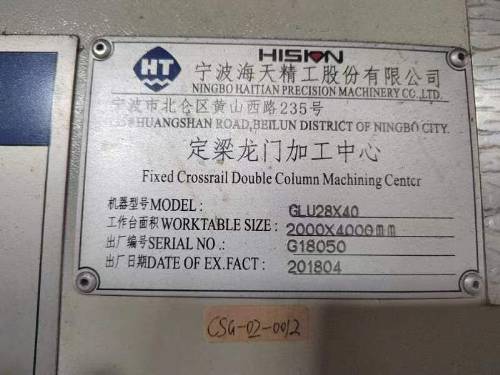 HT
HISION
宁波海天精工股份有限公司
NINGBO HAITIAN PRECISION MACHINERY CO.,LTD.
宁波市北仑区黄山西路235号
HUANGSHAN ROAD,BEILUN DISTRICT OF NINGBO CITY.
定梁龙门加工中心
Fixed Crossrail Double Column Machining Center
机器型号MODEL: GLU28X40
工作台面积WORKTABLE SIZE: 2000X4000mm
出厂编号SERIAL NO.: G18050
出厂日期DATE OF EX.FACT: 201804
CSG-02-0012